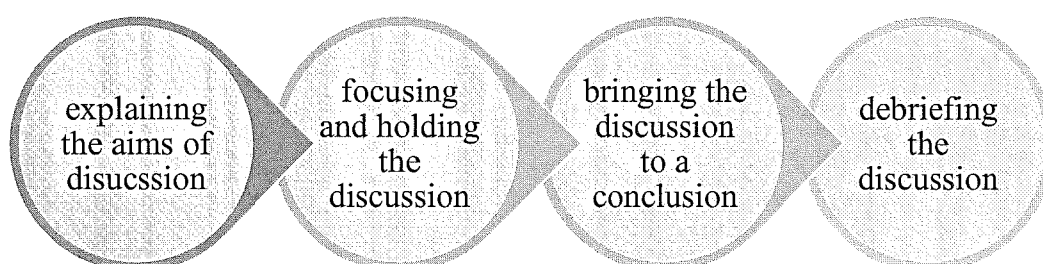 explaining
the aims of
disucssion
focusing
and holding
the
discussion
bringing the
discussion
to a
conclusion
debriefing
the
discussion